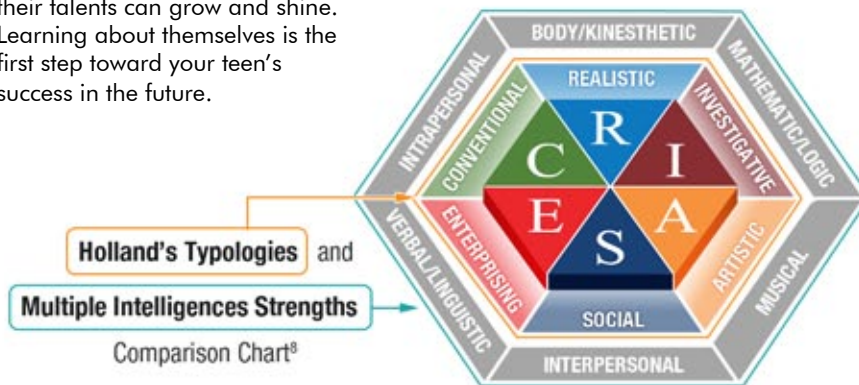 their talents can grow and shine.
Learning about themselves is the
first step toward your teen's
success in the future.
BODY/KINESTHETIC
INTRAPERSONAL
MATHEMATIC/LOGIC
REALISTIC
CONVENTIONAL
INVESTIGATIVE
R
C
I
E
A
S
ENTERPRISING
ARTISTIC
SOCIAL
VERBAL/LINGUISTIC
MUSICAL
INTERPERSONAL
Holland's Typologies and
Multiple Intelligences Strengths
Comparison Chart⁸